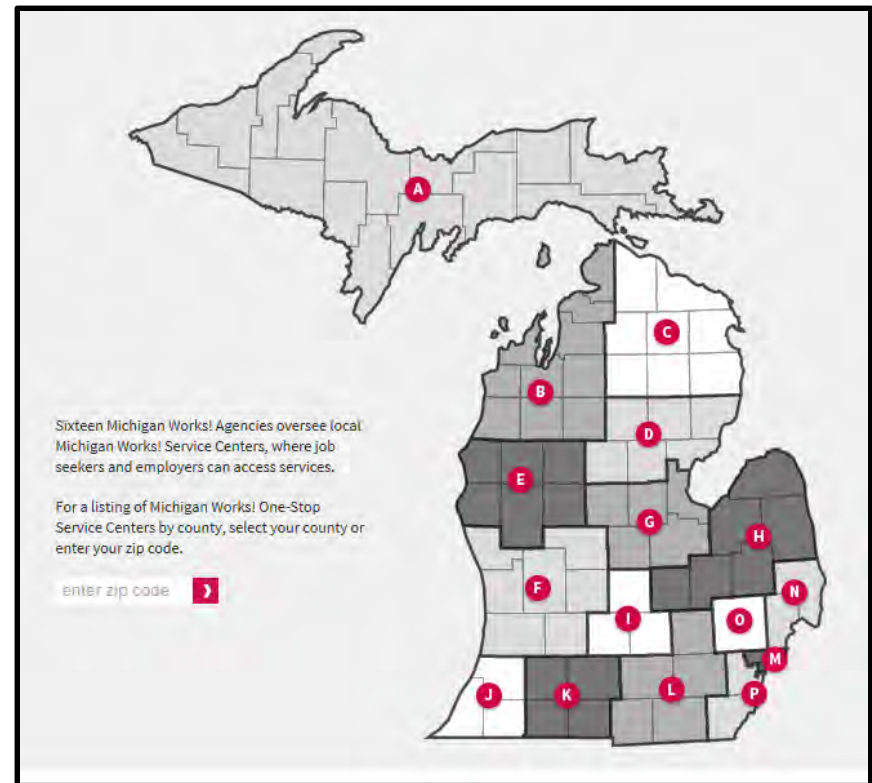 A
C
B
D
Sixteen Michigan Works! Agencies oversee local
Michigan Works! Service Centers, where job
seekers and employers can access services.
E
For a listing of Michigan Works! One-Stop
Service Centers by county, select your county or
enter your zip code.
G
H
enter zip code
F
N
I
O
M
J
K
L
P